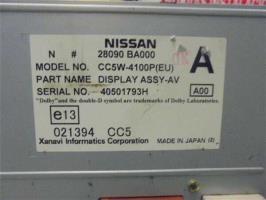 NISSAN
N # 28090 BA000
MODEL NO. CC5W-4100P(EU)
PART NAME DISPLAY ASSY-AV
SERIAL NO. 40501793H
A
A00
"Dolby" and the double-D symbol are trademarks of Dolby Laboratories.
e13
021394 CC5
MADE IN JAPAN (2)
Xanavi Informatics Corporation